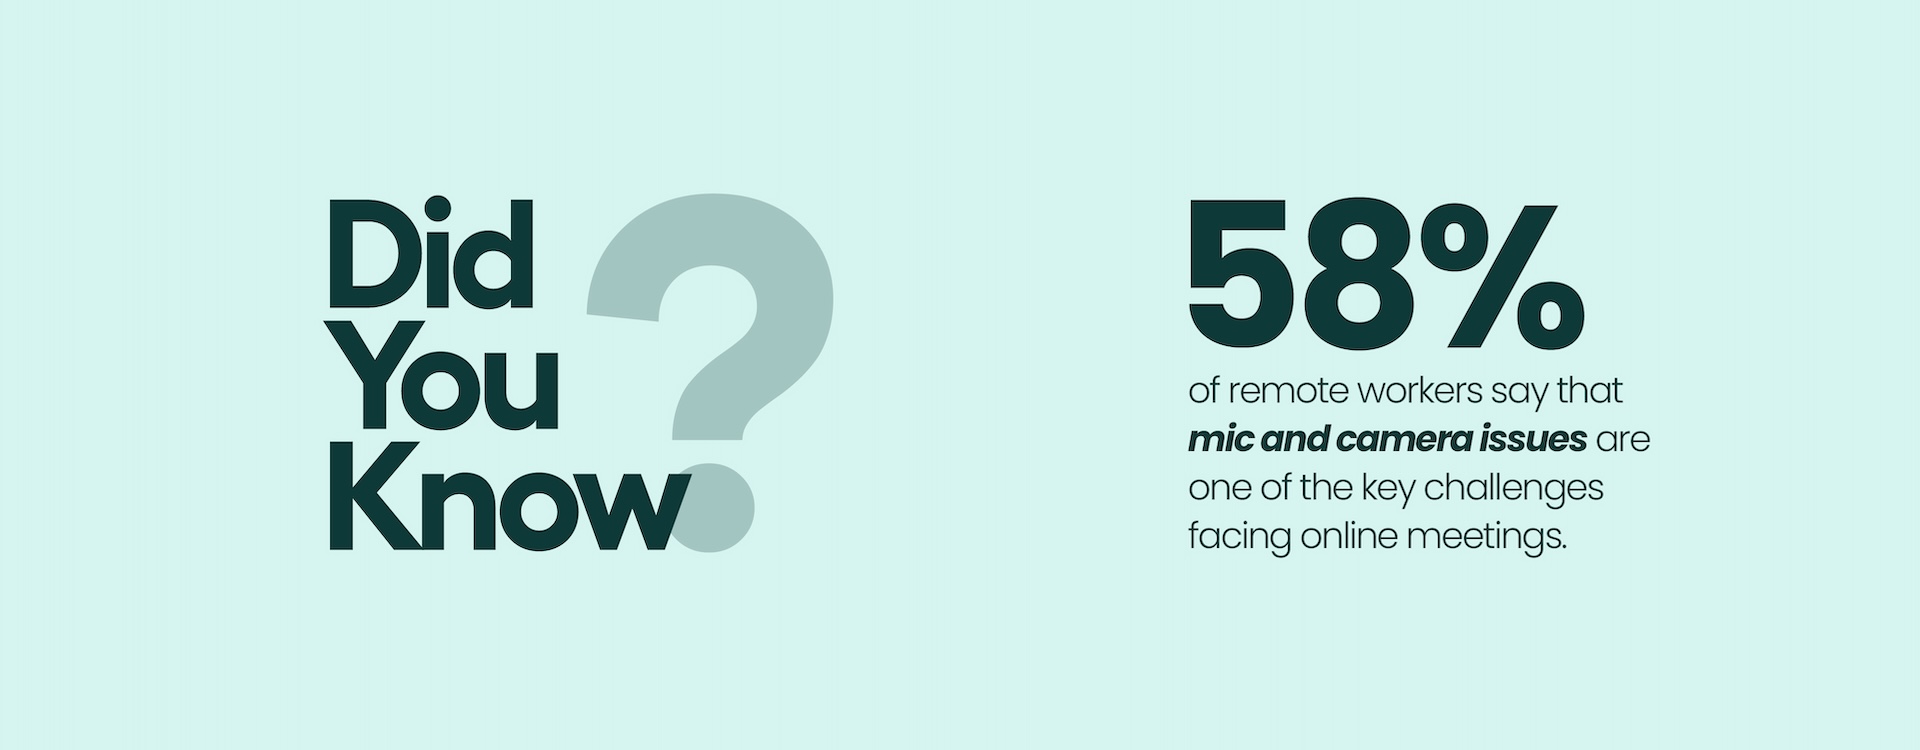 Did
You
Know
?
58%
of remote workers say that
mic and camera issues are
one of the key challenges
facing online meetings.